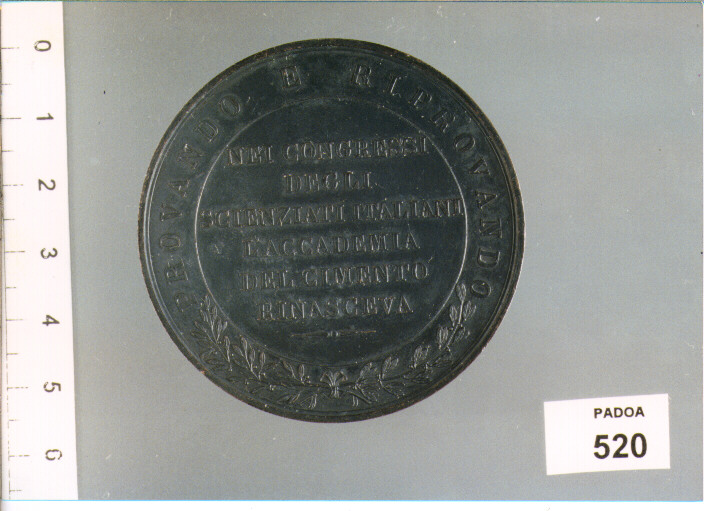 PROVANDO E RIPROVANDO
NEI CONGRESSI
DEGLI
SCIENZIATI ITALIANI
L'ACCADEMIA
DEL CIMENTO
RINASCEVA
0
1
2
3
4
5
6
PADOA
520